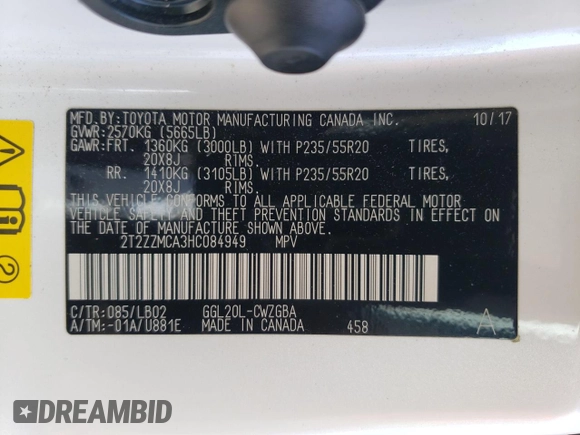 MFD.BY:TOYOTA MOTOR MANUFACTURING CANADA INC. 10/17
GVWR:2570KG (5665LB)
GAWR:FRT. 1360KG (3000LB) WITH P235/55R20 TIRES,
20X8J RIMS.
RR. 1410KG (3105LB) WITH P235/55R20 TIRES,
20X8J RIMS.
THIS VEHICLE CONFORMS TO ALL APPLICABLE FEDERAL MOTOR
VEHICLE SAFETY AND THEFT PREVENTION STANDARDS IN EFFECT ON
THE DATE OF MANUFACTURE SHOWN ABOVE.
2T2ZZMCA3HC084949 MPV
C/TR:085/LB02 GGL20L-CWZGBA
A/TM:-01A/U881E MADE IN CANADA 458 A
2
DREAMBID